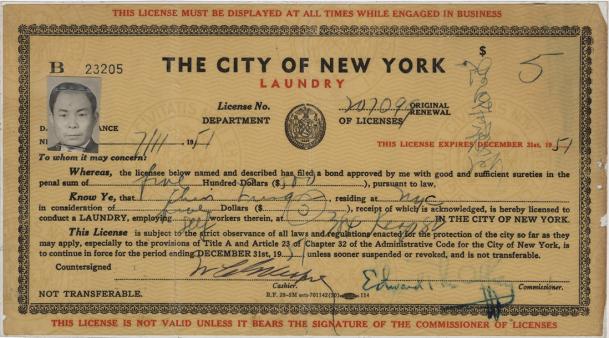 THIS LICENSE MUST BE DISPLAYED AT ALL TIMES WHILE ENGAGED IN BUSINESS
B 23205
$ 5
THE CITY OF NEW YORK
LAUNDRY
License No. ORIGINAL
RENEWAL
DEPARTMENT OF LICENSES
7/11 1951
THIS LICENSE EXPIRES DECEMBER 31st, 1951
To whom it may concern:
Whereas, the licensee below named and described has filed a bond approved by me with good and sufficient sureties in the
penal sum of five Hundred Dollars ($500), pursuant to law.
Know Ye, that residing at NYC
in consideration of Dollars ($5), receipt of which is acknowledged, is hereby licensed to
conduct a LAUNDRY, employing workers therein, at IN THE CITY OF NEW YORK.
This License is subject to strict observance of all laws and regulations enacted for the protection of the city so far as they
may apply, especially to the provisions of Title A and Article 23 of Chapter 32 of the Administrative Code for the City of New York, is
to continue in force for the period ending December 31st, 1951 unless sooner suspended or revoked, and is not transferable.
Countersigned
Cashier. Edward Commissioner.
NOT TRANSFERABLE.
THIS LICENSE IS NOT VALID UNLESS IT BEARS THE SIGNATURE OF THE COMMISSIONER OF LICENSES